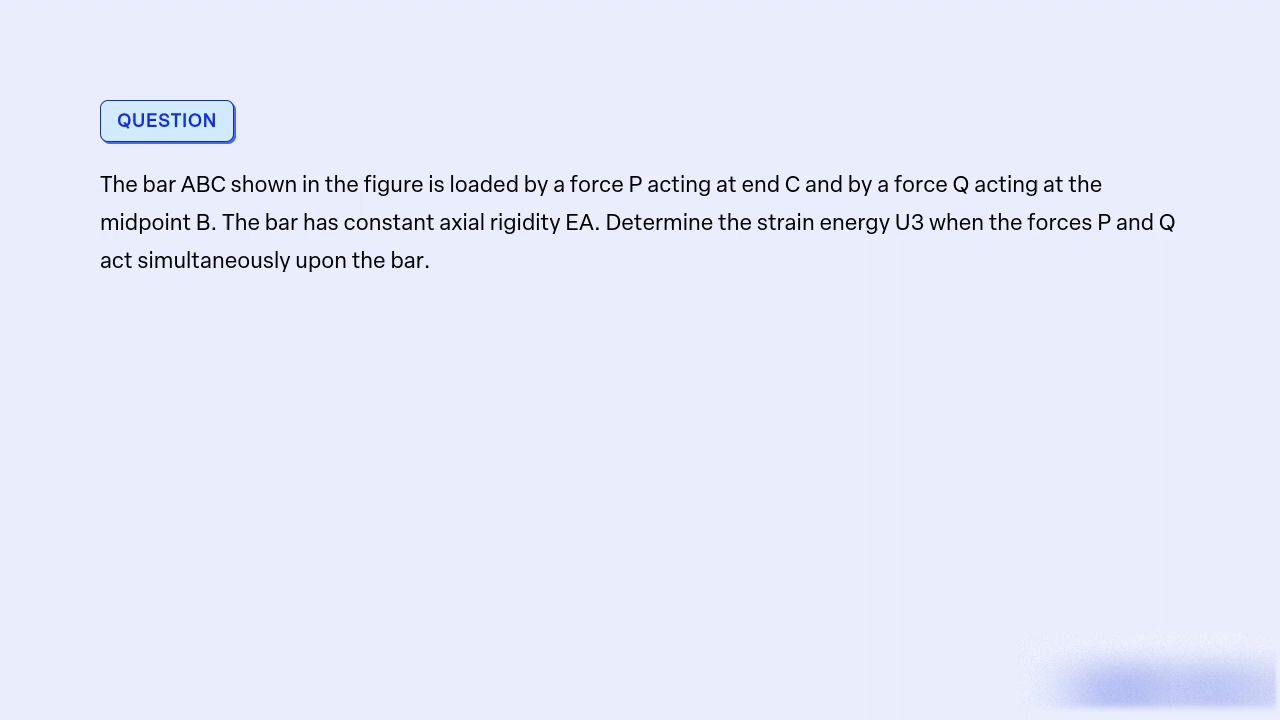 QUESTION
The bar ABC shown in the figure is loaded by a force P acting at end C and by a force Q acting at the
midpoint B. The bar has constant axial rigidity EA. Determine the strain energy U3 when the forces P and Q
act simultaneously upon the bar.